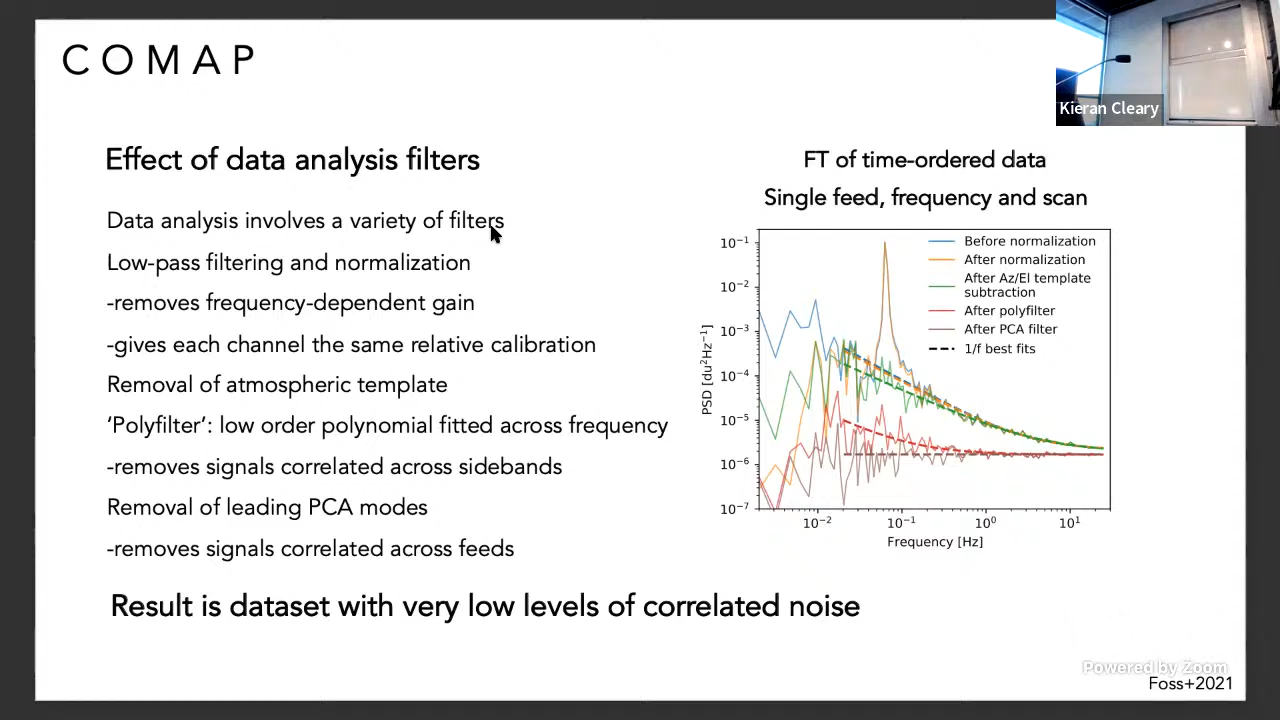 COMAP
Kieran Cleary
Effect of data analysis filters
Data analysis involves a variety of filters
Low-pass filtering and normalization
-removes frequency-dependent gain
-gives each channel the same relative calibration
Removal of atmospheric template
‘Polyfilter’: low order polynomial fitted across frequency
-removes signals correlated across sidebands
Removal of leading PCA modes
-removes signals correlated across feeds
Result is dataset with very low levels of correlated noise
FT of time-ordered data
Single feed, frequency and scan
Before normalization
After normalization
After Az/El template
subtraction
After polyfilter
After PCA filter
1/f best fits
PSD [du²Hz⁻¹]
10⁻¹
10⁻²
10⁻³
10⁻⁴
10⁻⁵
10⁻⁶
10⁻⁷
10⁻² 10⁻¹ 10⁰ 10¹
Frequency [Hz]
Powered by Zoom
Foss+2021